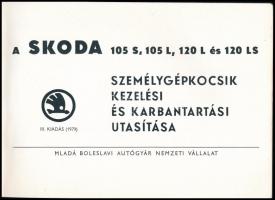 A SKODA 105 S, 105 L, 120 L és 120 LS
SZEMÉLYGÉPKOCSIK
KEZELÉSI
ÉS KARBANTARTÁSI
UTASÍTÁSA
III. KIADÁS (1979)
MLADÁ BOLESLAVI AUTÓGYÁR NEMZETI VÁLLALAT